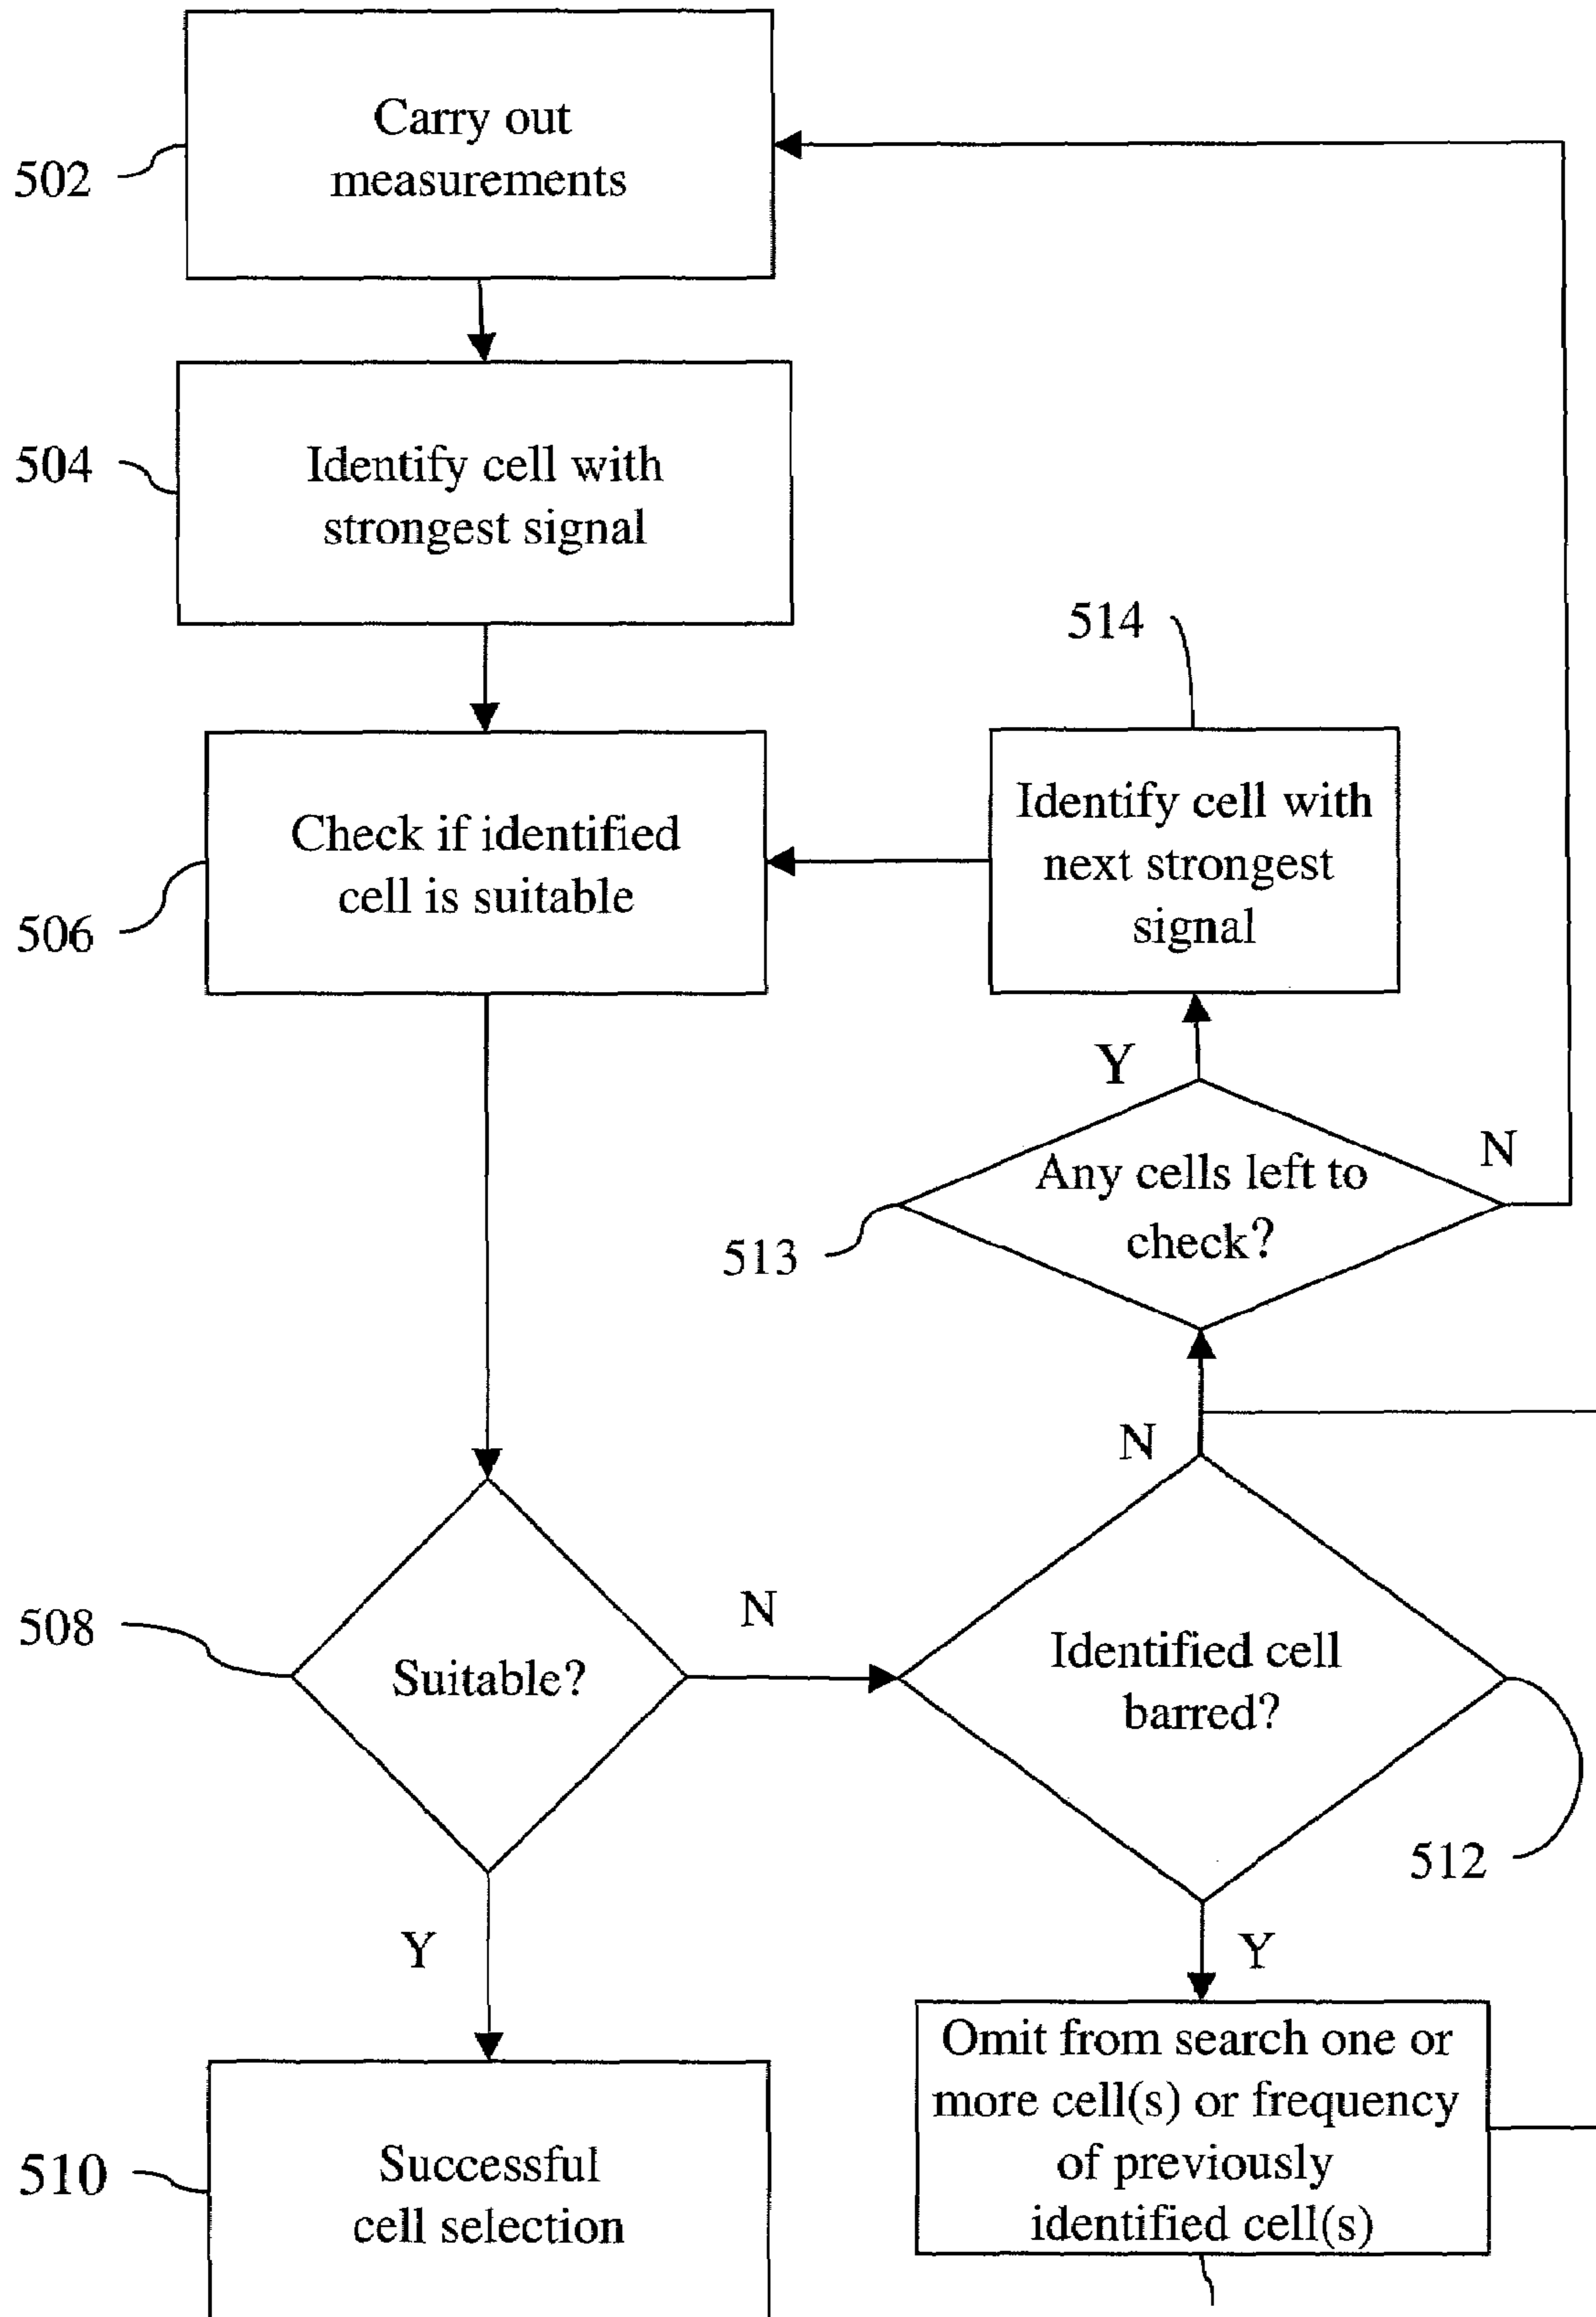 Carry out
measurements
502
504
Identify cell with
strongest signal
514
Check if identified
cell is suitable
506
Identify cell with
next strongest
signal
Y
N
Any cells left to
check?
513
N
508
Suitable?
N
Identified cell
barred?
512
Y
Y
Omit from search one or
more cell(s) or frequency
of previously
identified cell(s)
510
Successful
cell selection